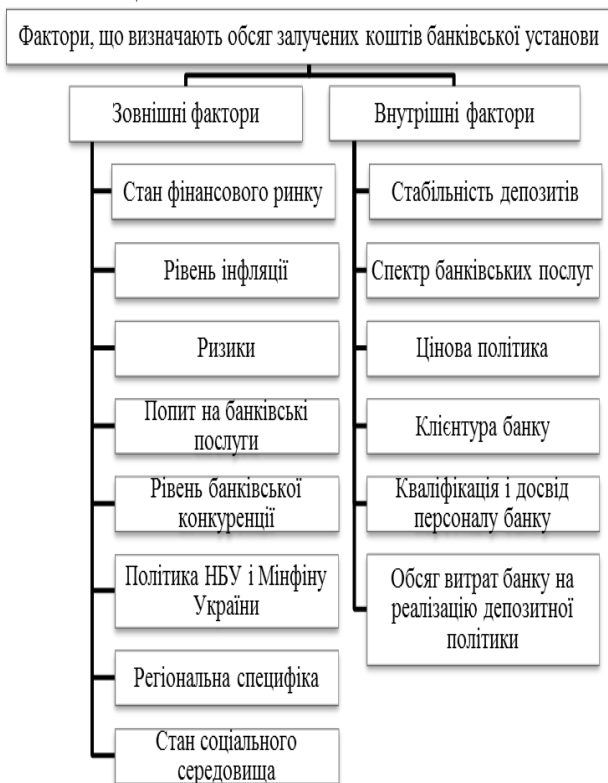 Фактори, що визначають обсяг залучених коштів банківської установи
Зовнішні фактори
Стан фінансового ринку
Рівень інфляції
Ризики
Попит на банківські
послуги
Рівень банківської
конкуренції
Політика НБУ і Мінфіну
України
Регіональна специфіка
Стан соціального
середовища
Внутрішні фактори
Стабільність депозитів
Спектр банківських послуг
Цінова політика
Клієнтура банку
Кваліфікація і досвід
персоналу банку
Обсяг витрат банку на
реалізацію депозитної
політики